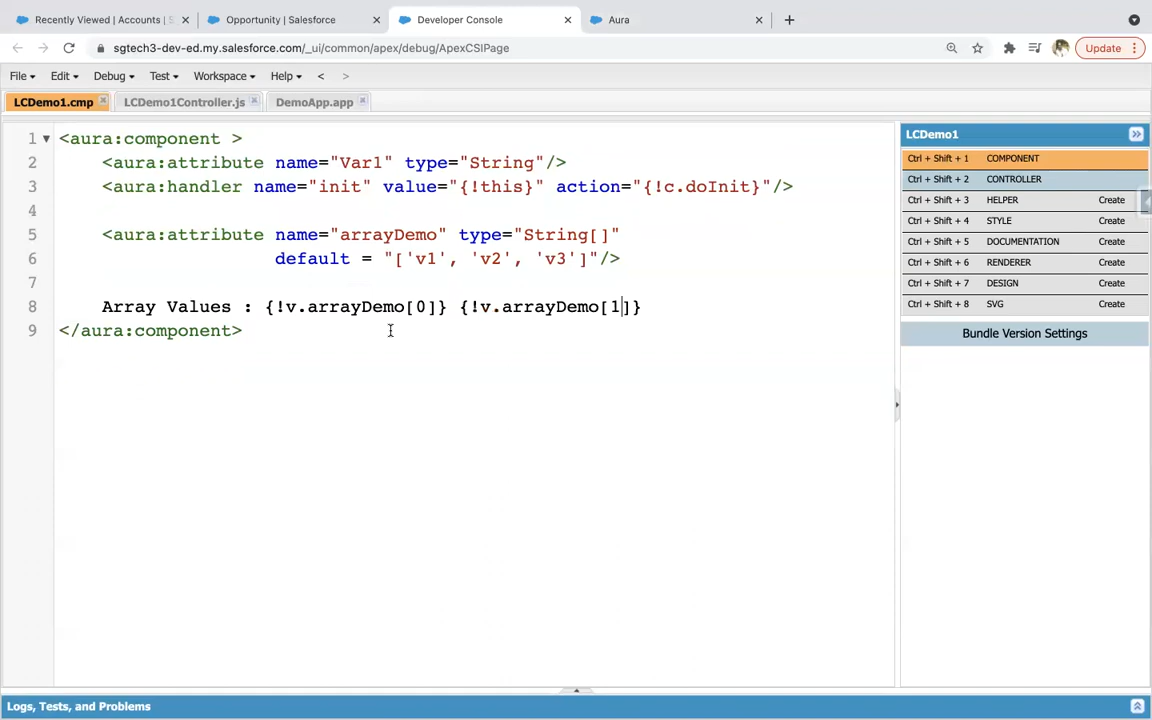 Recently Viewed | Accounts | S
Opportunity | Salesforce
Developer Console
Aura
sgtech3-dev-ed.my.salesforce.com/_ui/common/apex/debug/ApexCSIPage
Update
File Edit Debug Test Workspace Help < >
LCDemo1.cmp LCDemo1Controller.js DemoApp.app
1 <aura:component >
2 <aura:attribute name="Var1" type="String"/>
3 <aura:handler name="init" value="{!this}" action="{!c.doInit}"/>
4
5 <aura:attribute name="arrayDemo" type="String[]"
6 default = "['v1', 'v2', 'v3']"/>
7
8 Array Values : {!v.arrayDemo[0]} {!v.arrayDemo[1]}
9 </aura:component>
LCDemo1
Ctrl + Shift + 1 COMPONENT
Ctrl + Shift + 2 CONTROLLER
Ctrl + Shift + 3 HELPER Create
Ctrl + Shift + 4 STYLE Create
Ctrl + Shift + 5 DOCUMENTATION Create
Ctrl + Shift + 6 RENDERER Create
Ctrl + Shift + 7 DESIGN Create
Ctrl + Shift + 8 SVG Create
Bundle Version Settings
Logs, Tests, and Problems